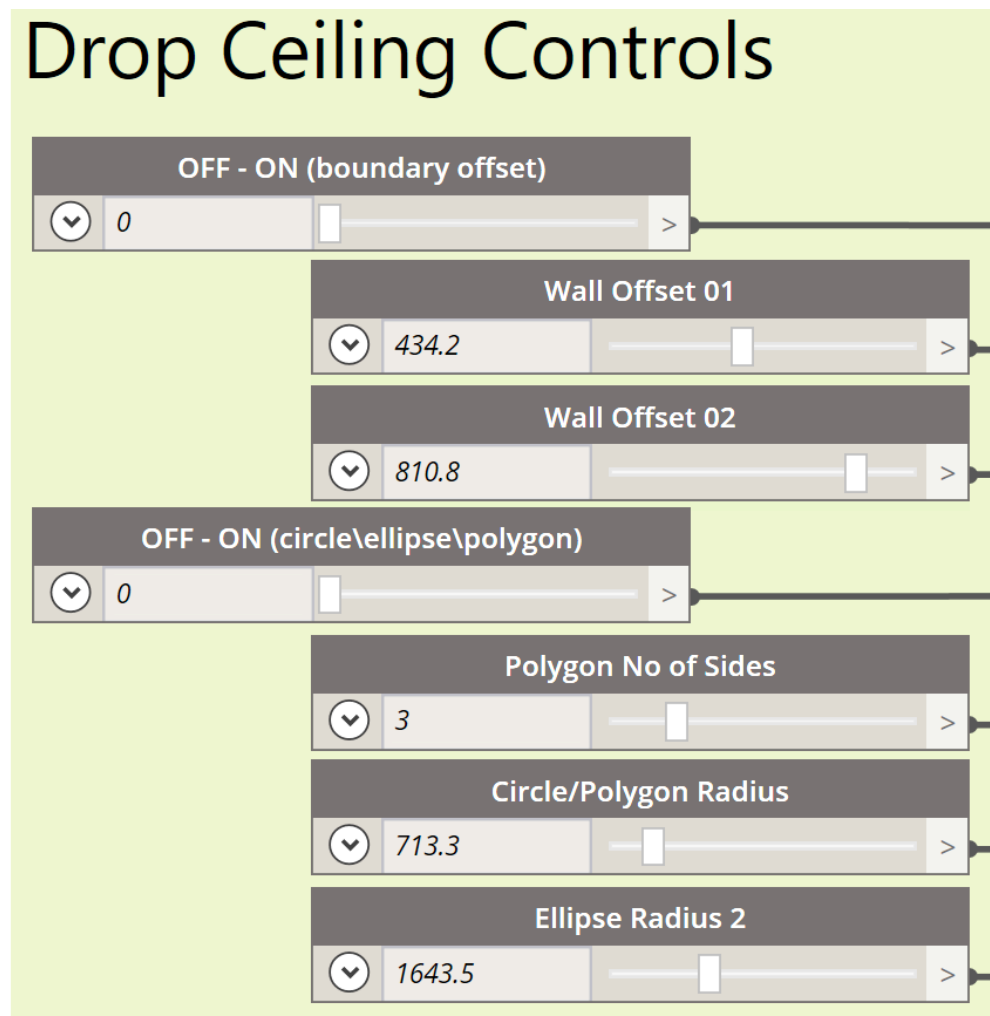 Drop Ceiling Controls
OFF - ON (boundary offset)
0 >
Wall Offset 01
434.2 >
Wall Offset 02
810.8 >
OFF - ON (circle\ellipse\polygon)
0 >
Polygon No of Sides
3 >
Circle/Polygon Radius
713.3 >
Ellipse Radius 2
1643.5 >